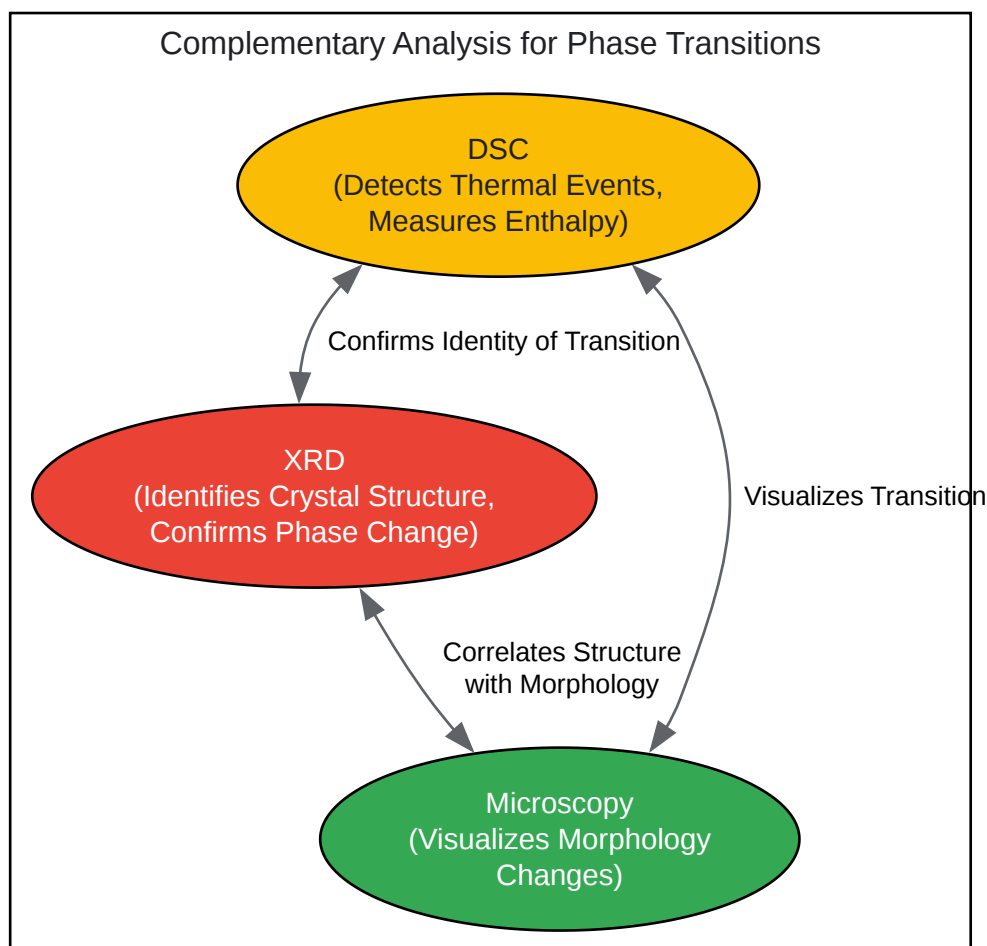 Complementary Analysis for Phase Transitions
DSC
(Detects Thermal Events,
Measures Enthalpy)
Confirms Identity of Transition
XRD
(Identifies Crystal Structure,
Confirms Phase Change)
Visualizes Transition
Correlates Structure
with Morphology
Microscopy
(Visualizes Morphology
Changes)